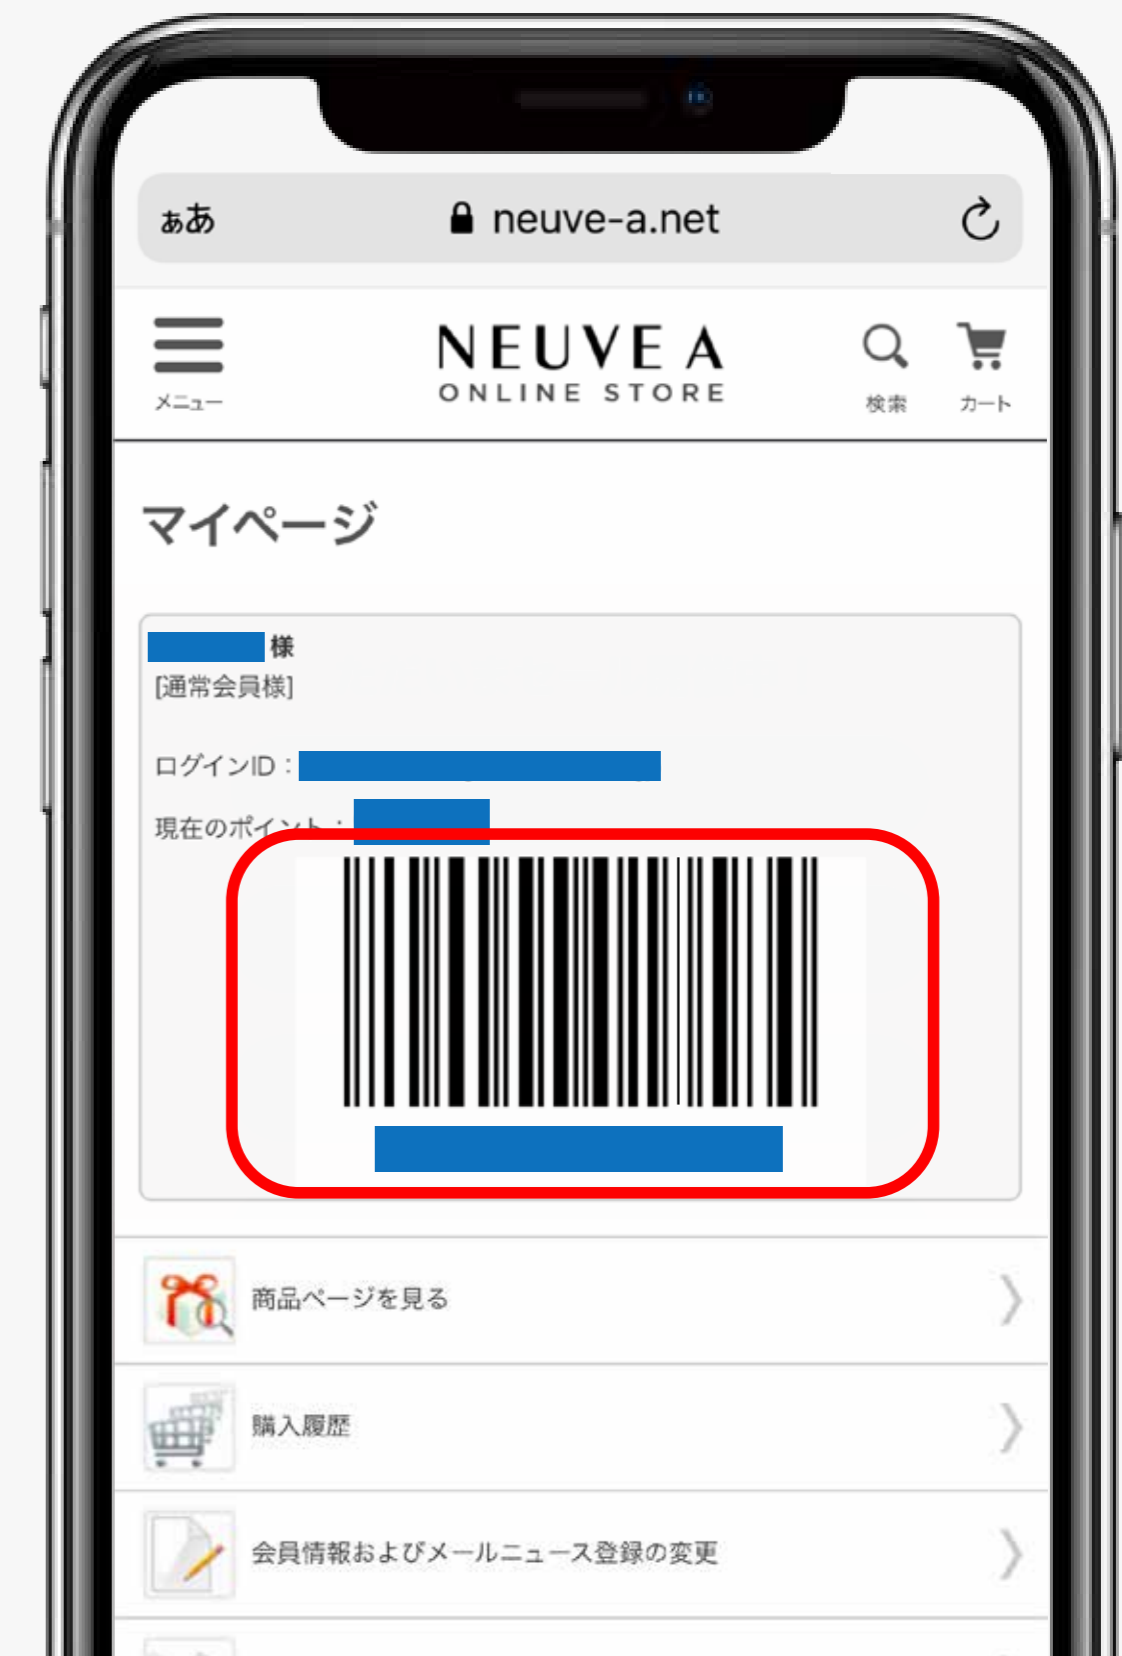 ぁあ neuve-a.net
NEUVE A
ONLINE STORE
メニュー 検索 カート
マイページ
様
[通常会員様]
ログインID：
現在のポイント：
商品ページを見る
購入履歴
会員情報およびメールニュース登録の変更